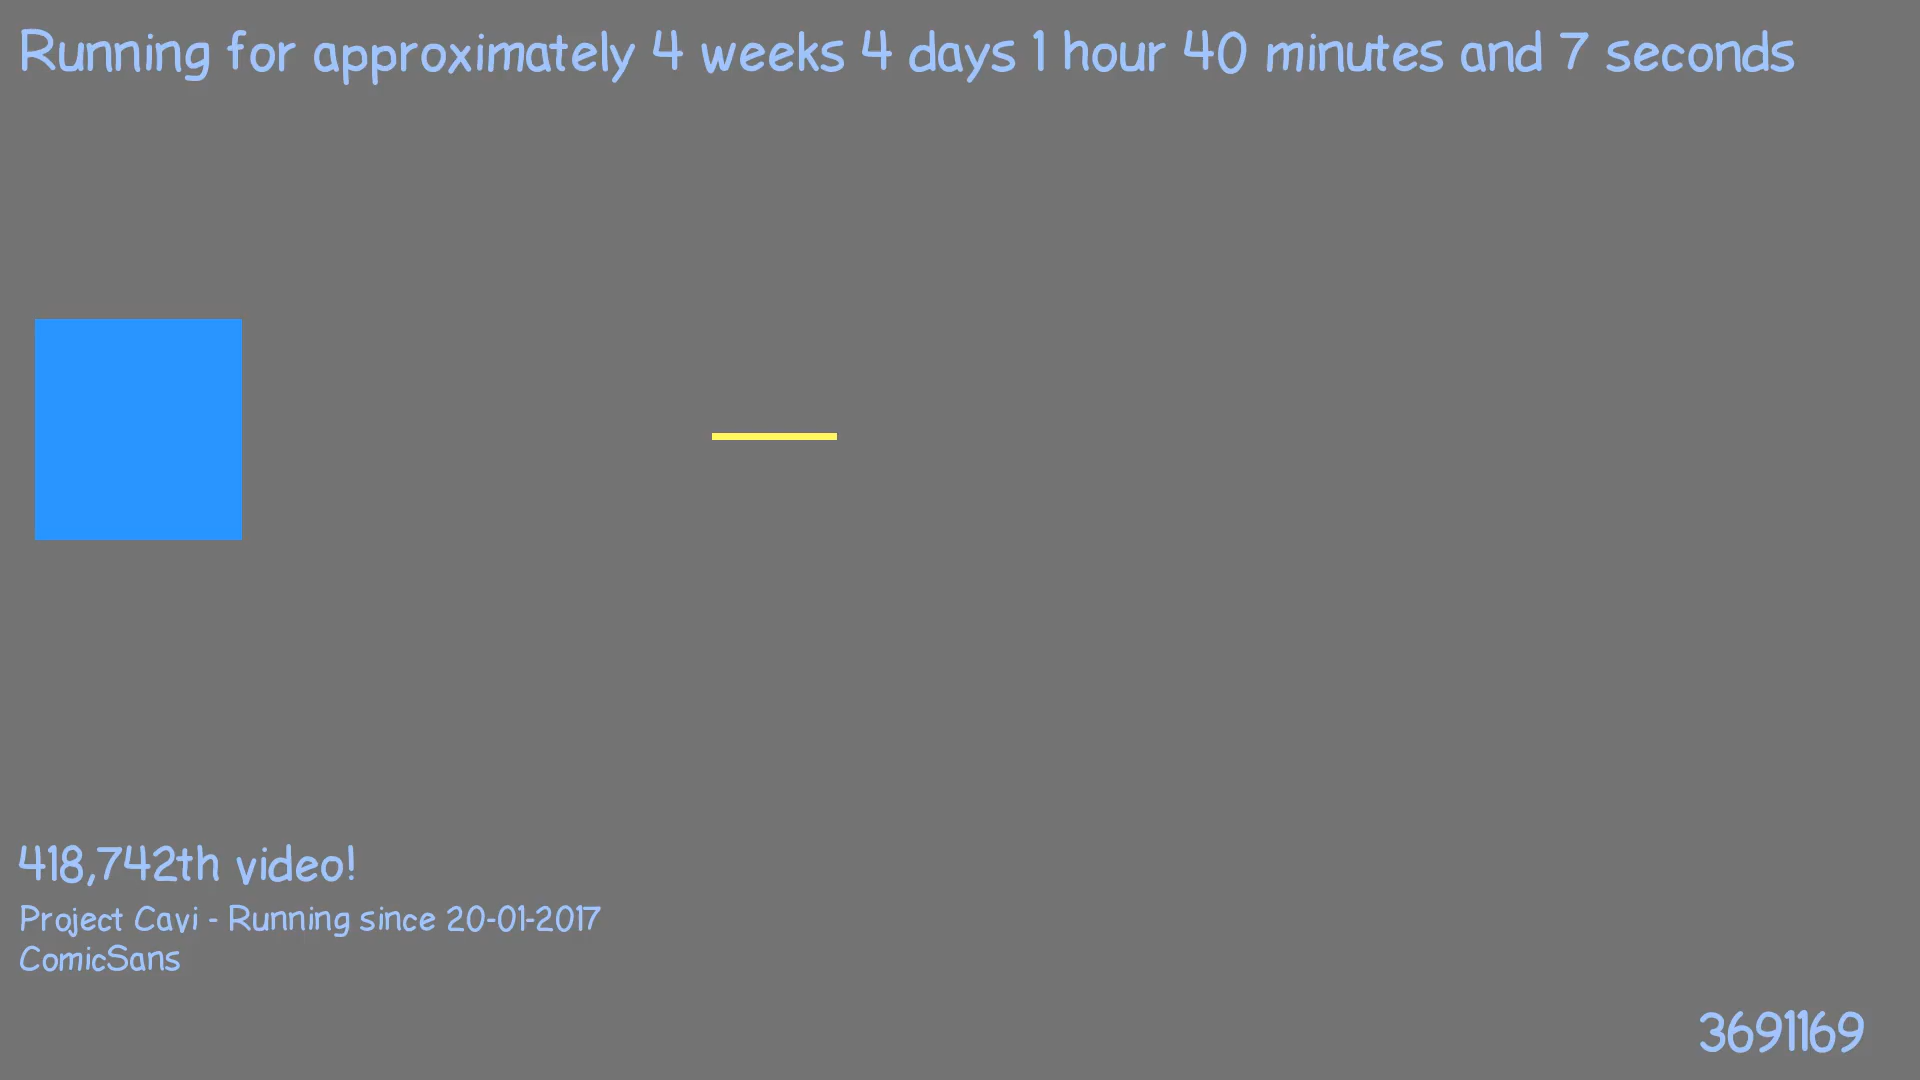 Running for approximately 4 weeks 4 days 1 hour 40 minutes and 7 seconds
418,742th video!
Project Cavi - Running since 20-01-2017
ComicSans
3691169